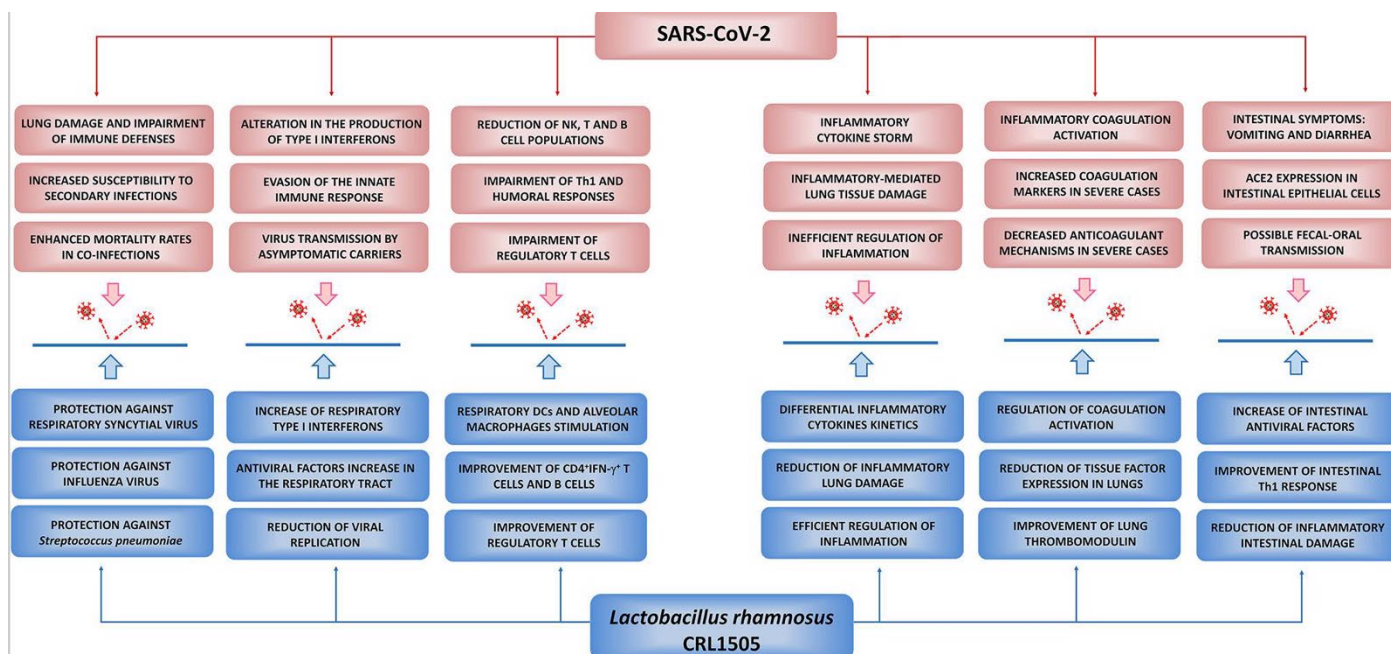 SARS-CoV-2
LUNG DAMAGE AND IMPAIRMENT
OF IMMUNE DEFENSES
INCREASED SUSCEPTIBILITY TO
SECONDARY INFECTIONS
ENHANCED MORTALITY RATES
IN CO-INFECTIONS
ALTERATION IN THE PRODUCTION
OF TYPE I INTERFERONS
EVASION OF THE INNATE
IMMUNE RESPONSE
VIRUS TRANSMISSION BY
ASYMPTOMATIC CARRIERS
REDUCTION OF NK, T AND B
CELL POPULATIONS
IMPAIRMENT OF Th1 AND
HUMORAL RESPONSES
IMPAIRMENT OF
REGULATORY T CELLS
INFLAMMATORY
CYTOKINE STORM
INFLAMMATORY-MEDIATED
LUNG TISSUE DAMAGE
INEFFICIENT REGULATION OF
INFLAMMATION
INFLAMMATORY COAGULATION
ACTIVATION
INCREASED COAGULATION
MARKERS IN SEVERE CASES
DECREASED ANTICOAGULANT
MECHANISMS IN SEVERE CASES
INTESTINAL SYMPTOMS:
VOMITING AND DIARRHEA
ACE2 EXPRESSION IN
INTESTINAL EPITHELIAL CELLS
POSSIBLE FECAL-ORAL
TRANSMISSION
PROTECTION AGAINST
RESPIRATORY SYNCYTIAL VIRUS
PROTECTION AGAINST
INFLUENZA VIRUS
PROTECTION AGAINST
Streptococcus pneumoniae
INCREASE OF RESPIRATORY
TYPE I INTERFERONS
ANTIVIRAL FACTORS INCREASE IN
THE RESPIRATORY TRACT
REDUCTION OF VIRAL
REPLICATION
RESPIRATORY DCs AND ALVEOLAR
MACROPHAGES STIMULATION
IMPROVEMENT OF CD4⁺IFN-γ⁺ T
CELLS AND B CELLS
IMPROVEMENT OF
REGULATORY T CELLS
DIFFERENTIAL INFLAMMATORY
CYTOKINES KINETICS
REDUCTION OF INFLAMMATORY
LUNG DAMAGE
EFFICIENT REGULATION OF
INFLAMMATION
REGULATION OF COAGULATION
ACTIVATION
REDUCTION OF TISSUE FACTOR
EXPRESSION IN LUNGS
IMPROVEMENT OF LUNG
THROMBOMODULIN
INCREASE OF INTESTINAL
ANTIVIRAL FACTORS
IMPROVEMENT OF INTESTINAL
Th1 RESPONSE
REDUCTION OF INFLAMMATORY
INTESTINAL DAMAGE
Lactobacillus rhamnosus
CRL1505